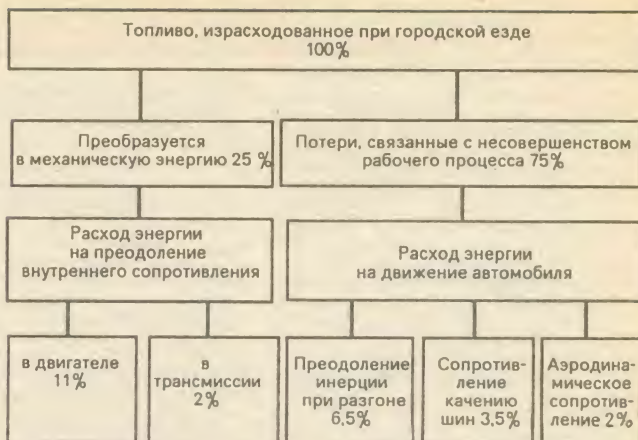 Топливо, израсходованное при городской езде
100%
Преобразуется
в механическую энергию 25 %
Потери, связанные с несовершенством
рабочего процесса 75%
Расход энергии
на преодоление
внутреннего сопротивления
Расход энергии
на движение автомобиля
в двигателе
11%
в
трансмиссии
2%
Преодоление
инерции
при разгоне
6,5%
Сопротив-
ление
качению
шин 3,5%
Аэродина-
мическое
сопротив-
ление 2%